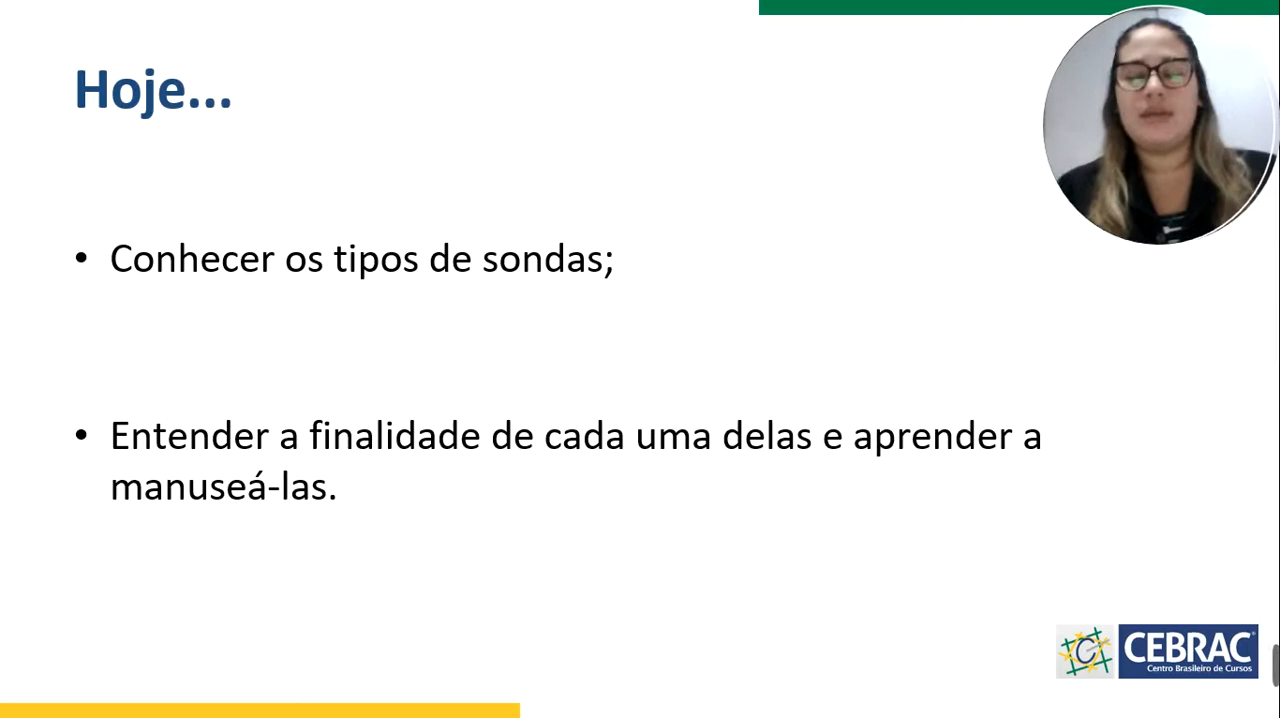 Hoje...
• Conhecer os tipos de sondas;
• Entender a finalidade de cada uma delas e aprender a
manuseá-las.
CEBRAC
Centro Brasileiro de Cursos